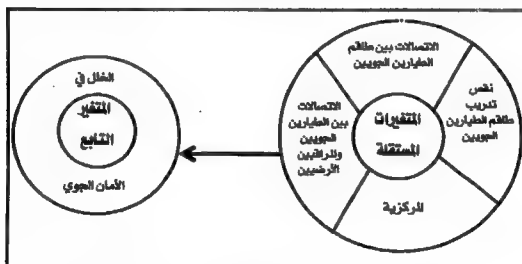 الاتصالات بين طاقم
الطيارين الجويين
نقص
تدريب
طاقم الطيارين
الجويين
المتغيرات
المستقلة
الاتصالات
بين الطيارين
الجويين
والمراقبين
الأرضيين
المركزية
الخلل في
المتغير
التابع
الأمان الجوي